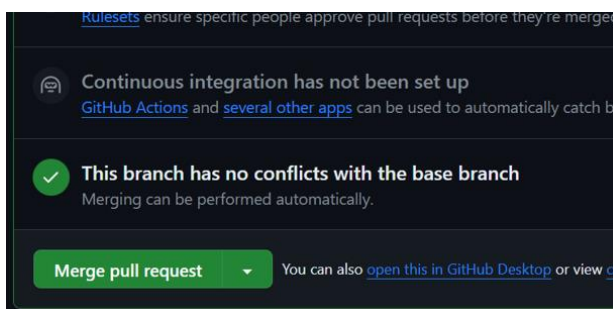 Rulesets ensure specific people approve pull requests before they're merged
Continuous integration has not been set up
GitHub Actions and several other apps can be used to automatically catch
This branch has no conflicts with the base branch
Merging can be performed automatically.
Merge pull request
You can also open this in GitHub Desktop or view